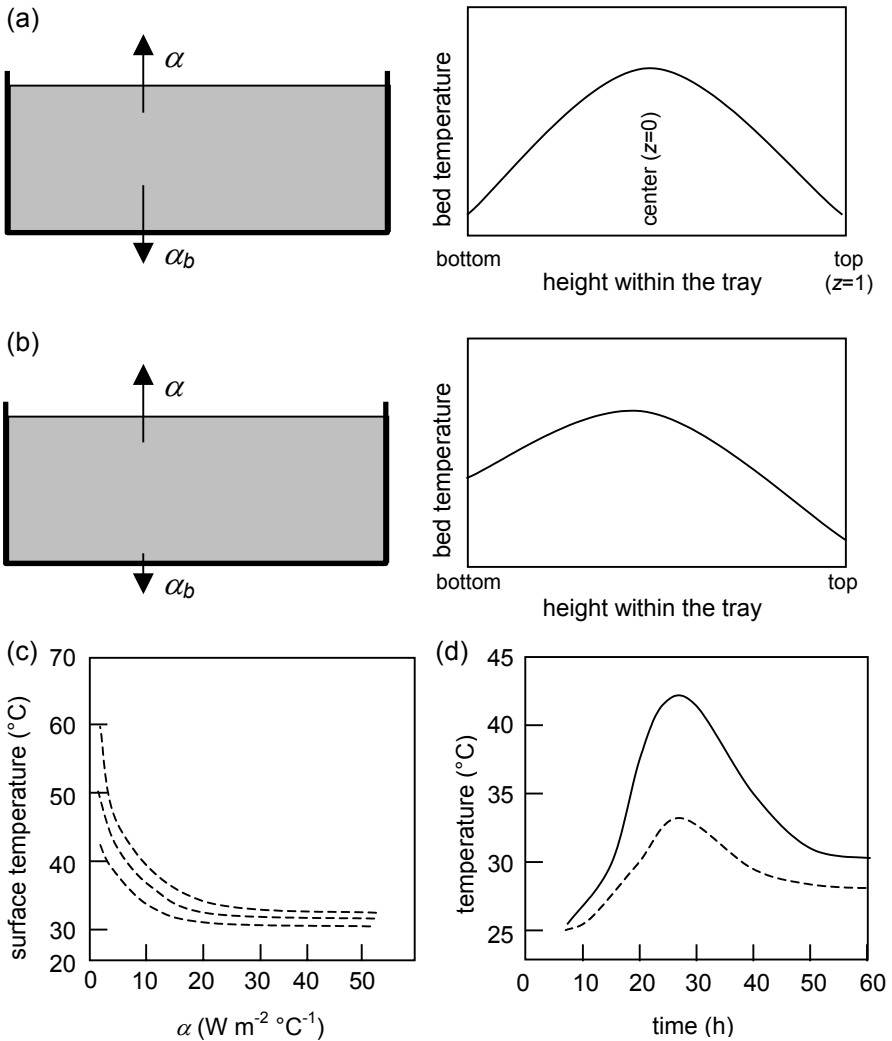 (a)
α
α_b
bed temperature
center (z=0)
bottom
top
(z=1)
height within the tray
(b)
α
α_b
bed temperature
bottom
top
height within the tray
(c)
70
60
50
40
30
20
surface temperature (°C)
0 10 20 30 40 50
α (W m⁻² °C⁻¹)
(d)
45
40
35
30
25
temperature (°C)
0 10 20 30 40 50 60
time (h)